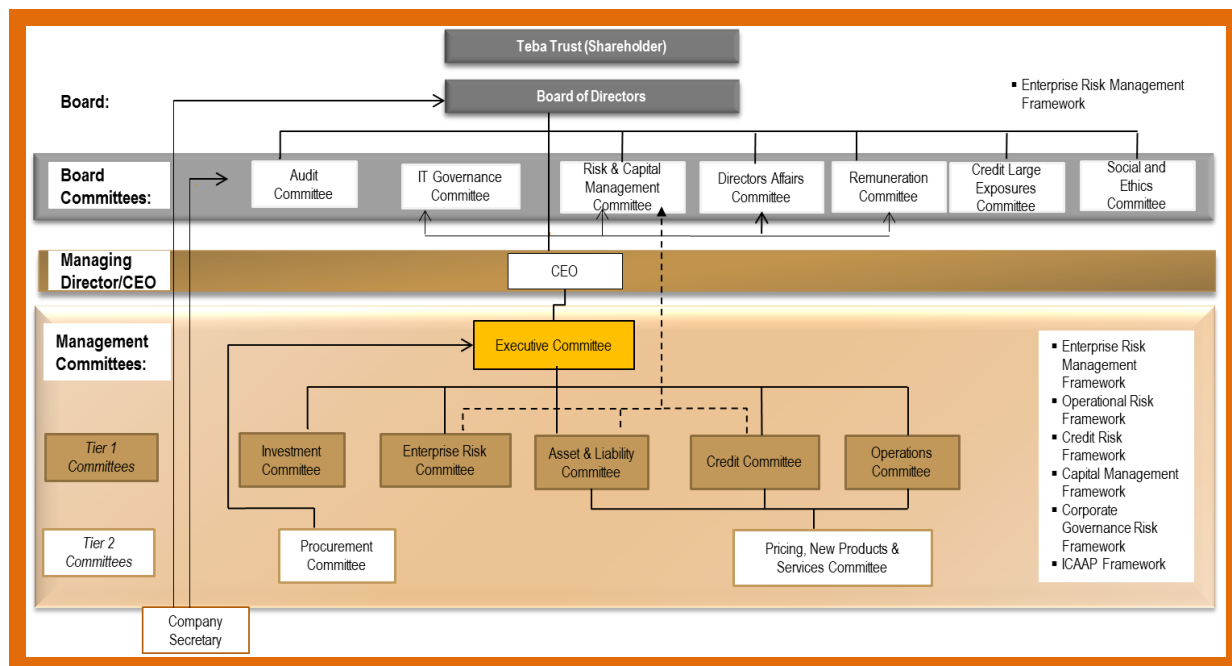 Teba Trust (Shareholder)
Board:
Board of Directors
▪ Enterprise Risk Management
Framework
Board
Committees:
Audit
Committee
IT Governance
Committee
Risk & Capital
Management
Committee
Directors Affairs
Committee
Remuneration
Committee
Credit Large
Exposures
Committee
Social and
Ethics
Committee
Managing
Director/CEO
CEO
Management
Committees:
Executive Committee
Tier 1
Committees
Investment
Committee
Enterprise Risk
Committee
Asset & Liability
Committee
Credit Committee
Operations
Committee
Tier 2
Committees
Procurement
Committee
Pricing, New Products &
Services Committee
▪ Enterprise Risk
Management
Framework
▪ Operational Risk
Framework
▪ Credit Risk
Framework
▪ Capital Management
Framework
▪ Corporate
Governance Risk
Framework
▪ ICAAP Framework
Company
Secretary